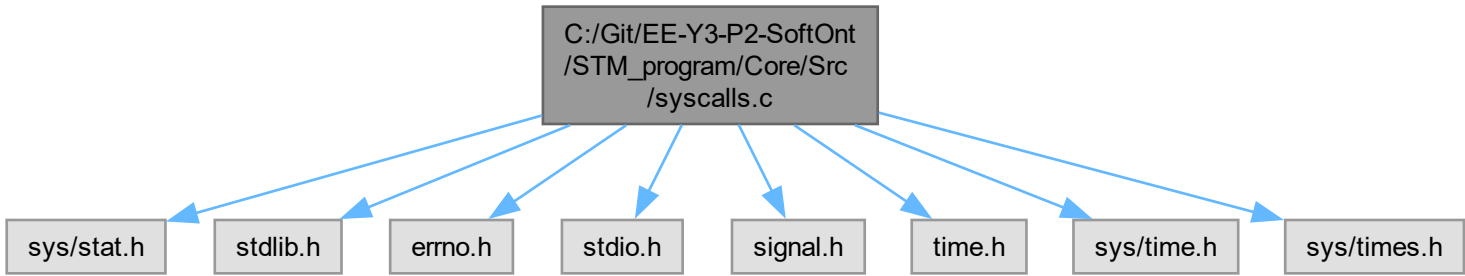 C:/Git/EE-Y3-P2-SoftOnt
/STM_program/Core/Src
/syscalls.c
sys/stat.h
stdlib.h
errno.h
stdio.h
signal.h
time.h
sys/time.h
sys/times.h